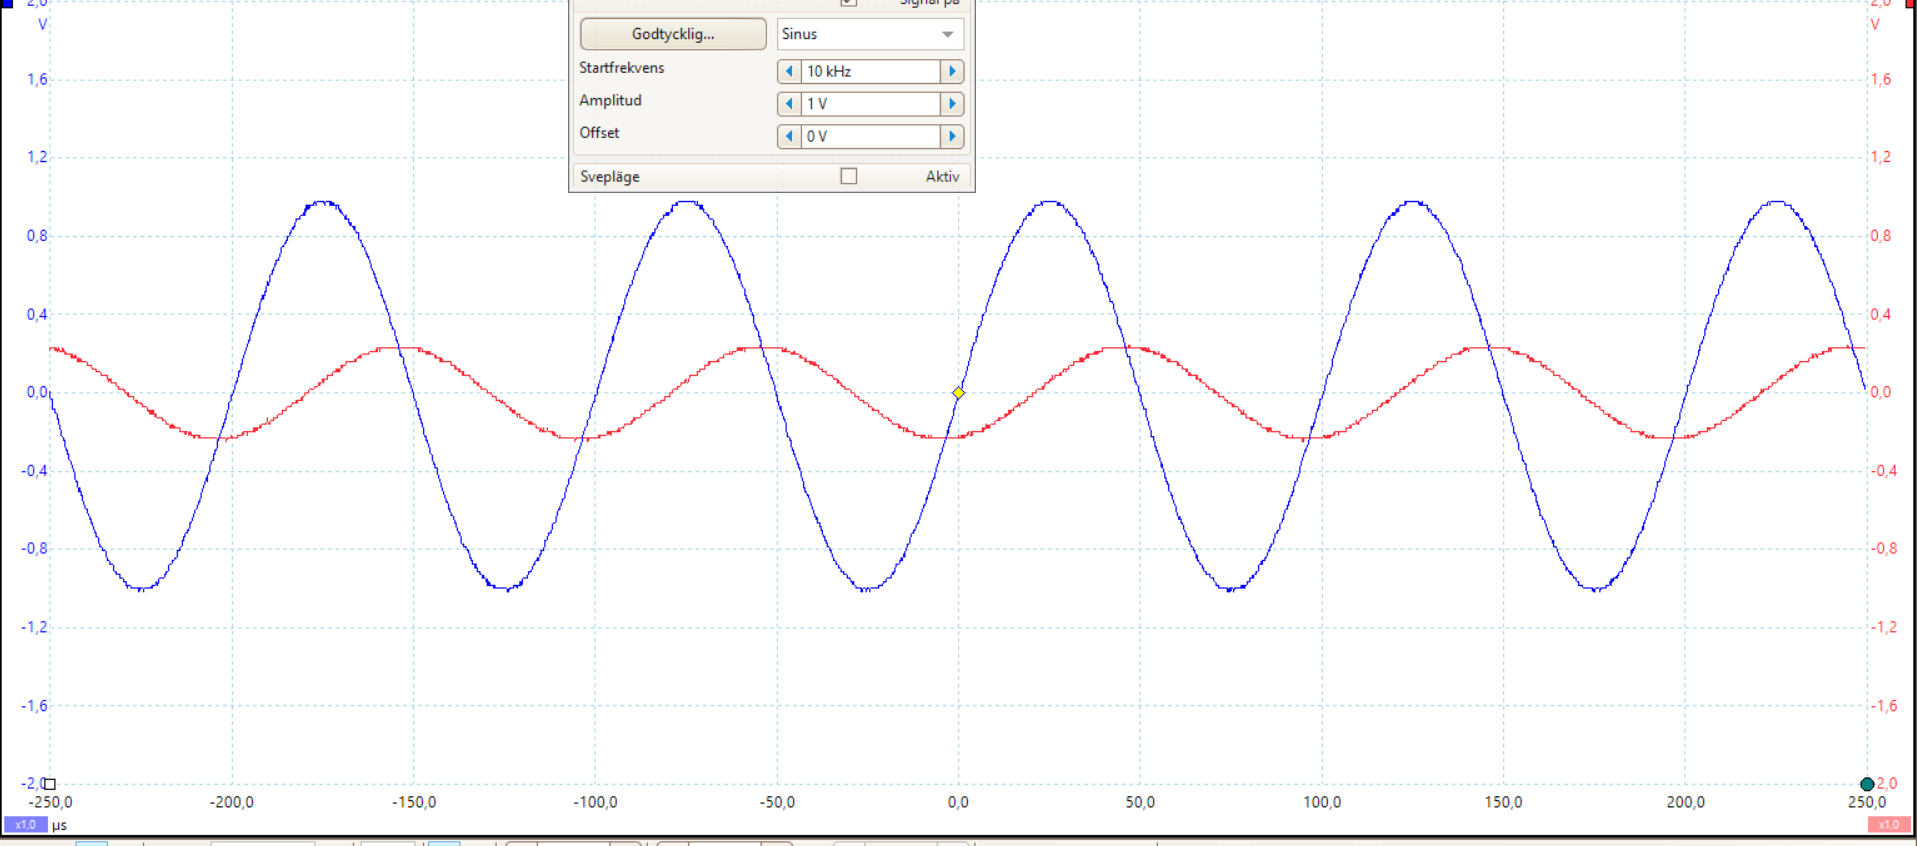 2,0 Signal på 2,0
V Godtycklig... Sinus V
Startfrekvens 10 kHz
1,6 1,6
Amplitud 1 V
Offset 0 V
1,2 1,2
Svepläge Aktiv
0,8 0,8
0,4 0,4
0,0 0,0
-0,4 -0,4
-0,8 -0,8
-1,2 -1,2
-1,6 -1,6
-2,0 -2,0
-250,0 -200,0 -150,0 -100,0 -50,0 0,0 50,0 100,0 150,0 200,0 250,0
x1,0 µs x1,0